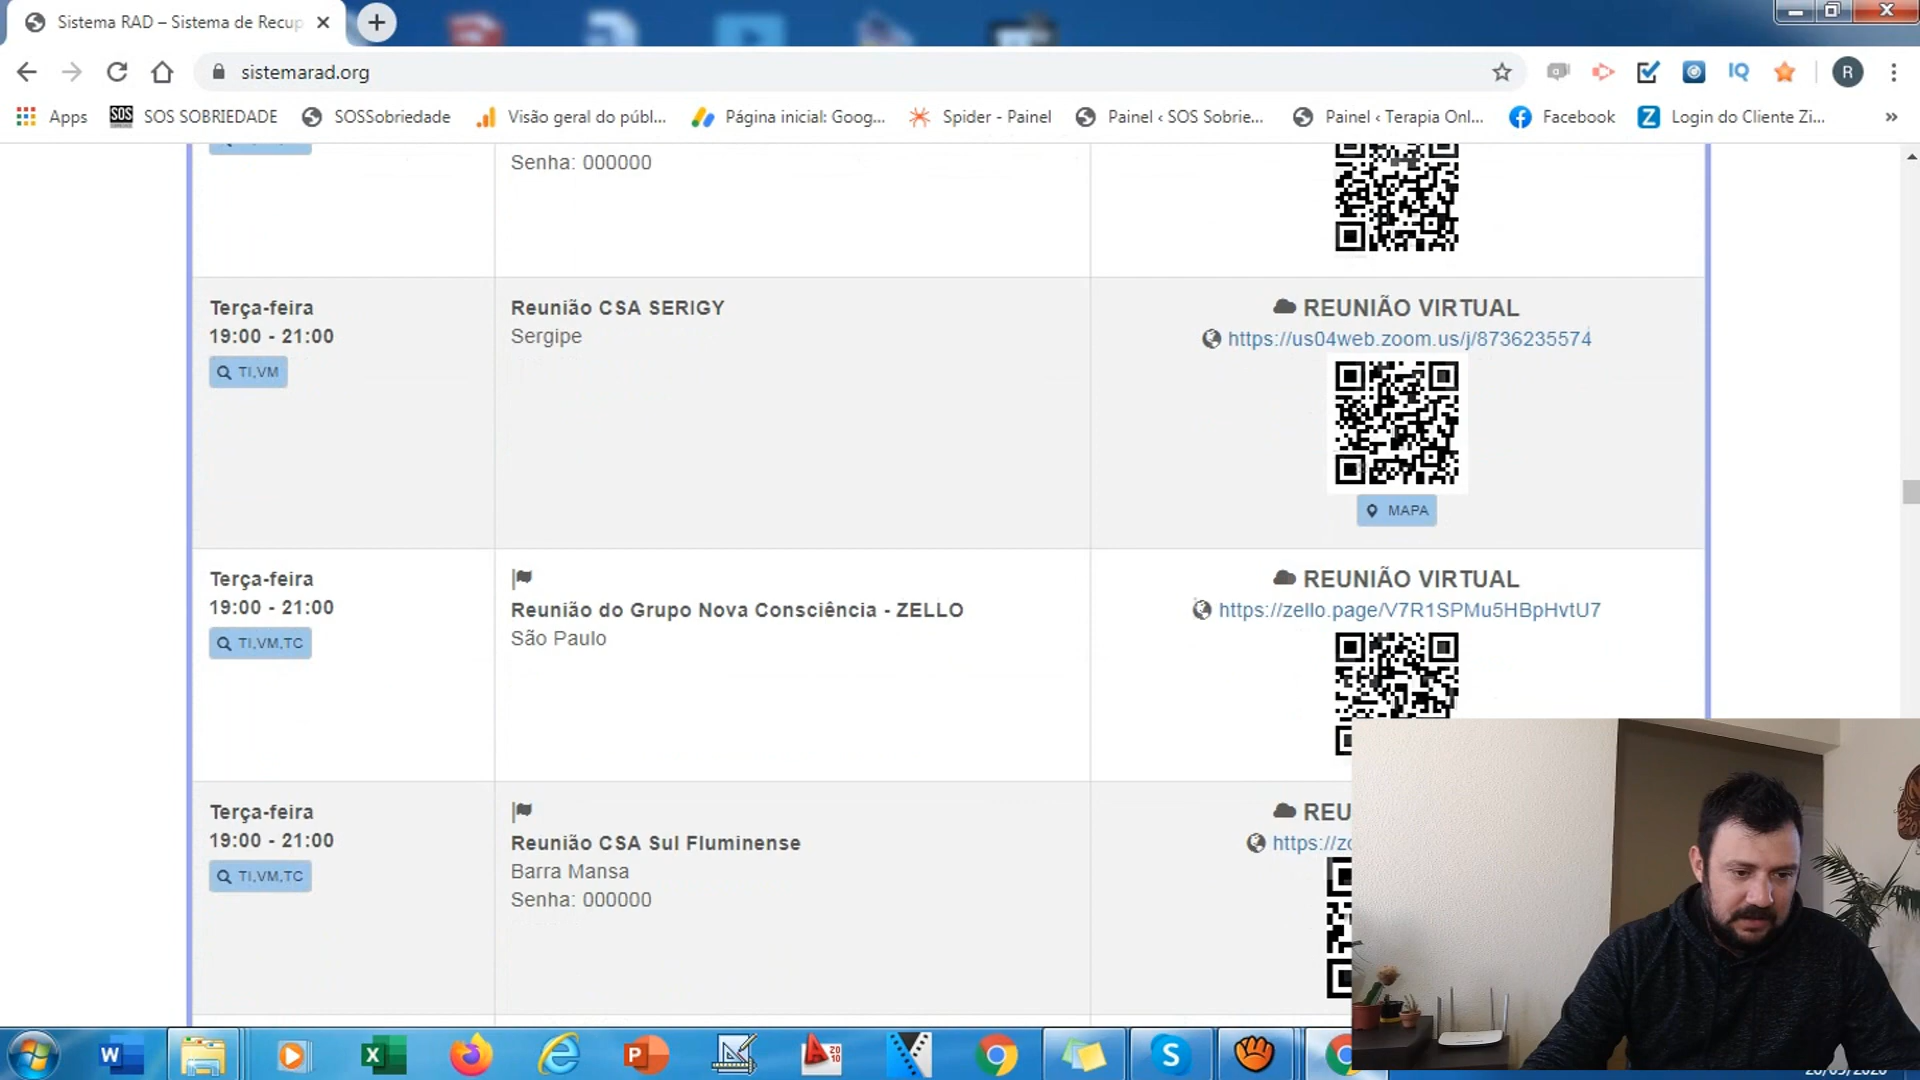 Sistema RAD – Sistema de Recup
sistemarad.org
R
Apps
SOS
SOS SOBRIEDADE
SOSSobriedade
Visão geral do públ...
Página inicial: Goog...
Spider - Painel
Painel ‹ SOS Sobrie...
Painel ‹ Terapia Onl...
Facebook
Login do Cliente Zi...
»
Senha: 000000
Terça-feira
19:00 - 21:00
TI,VM
Reunião CSA SERIGY
Sergipe
REUNIÃO VIRTUAL
https://us04web.zoom.us/j/8736235574
MAPA
Terça-feira
19:00 - 21:00
TI,VM,TC
Reunião do Grupo Nova Consciência - ZELLO
São Paulo
REUNIÃO VIRTUAL
https://zello.page/V7R1SPMu5HBpHvtU7
Terça-feira
19:00 - 21:00
TI,VM,TC
Reunião CSA Sul Fluminense
Barra Mansa
Senha: 000000
REU
https://zo